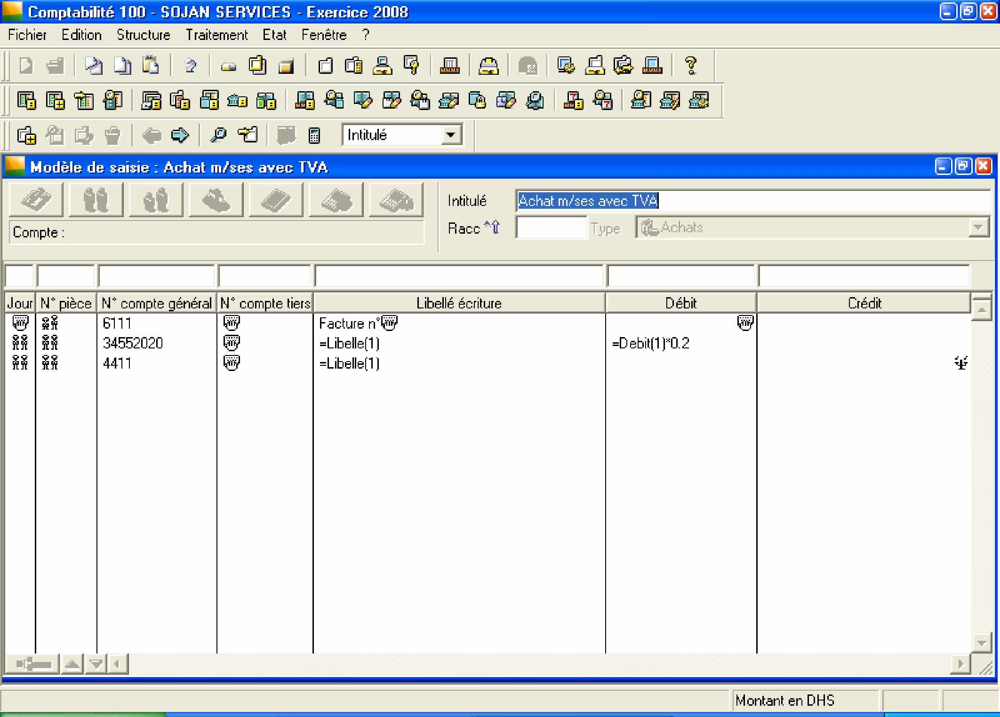 Comptabilité 100 - SOJAN SERVICES - Exercice 2008
Fichier Edition Structure Traitement Etat Fenêtre ?
Intitulé
Modèle de saisie : Achat m/ses avec TVA
Intitulé Achat m/ses avec TVA
Compte :
Racc Type Achats
Jour N° pièce N° compte général N° compte tiers Libellé écriture Débit Crédit
6111 Facture n°
34552020 =Libelle(1) =Debit(1)*0.2
4411 =Libelle(1)
Montant en DHS